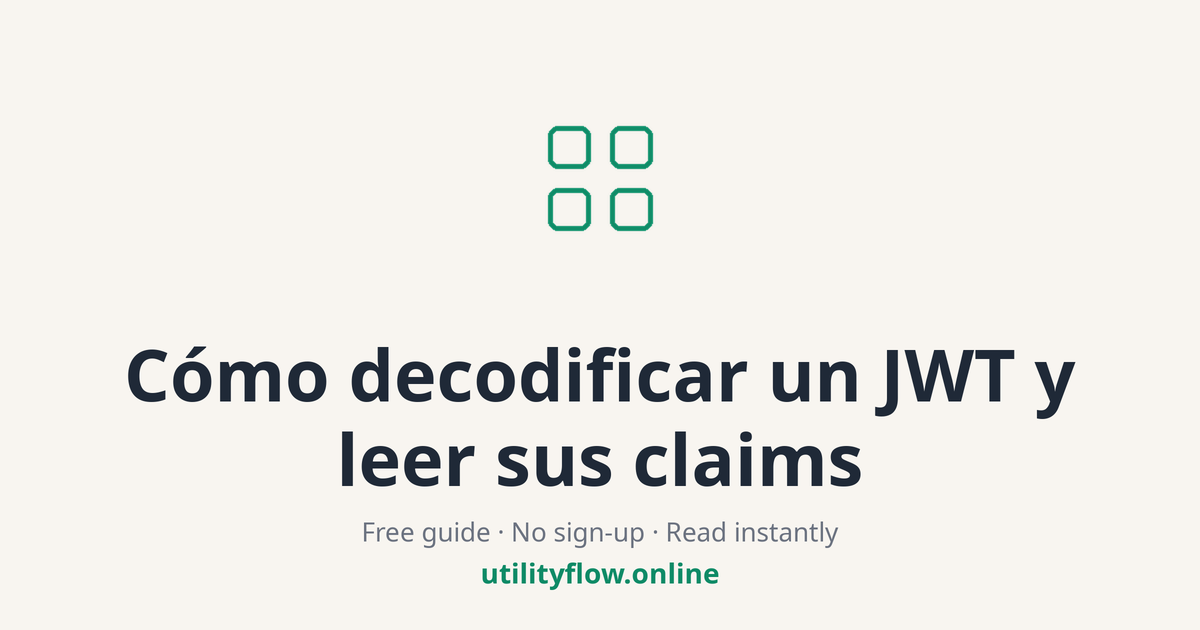 Cómo decodificar un JWT y
leer sus claims
Free guide · No sign-up · Read instantly
utilityflow.online